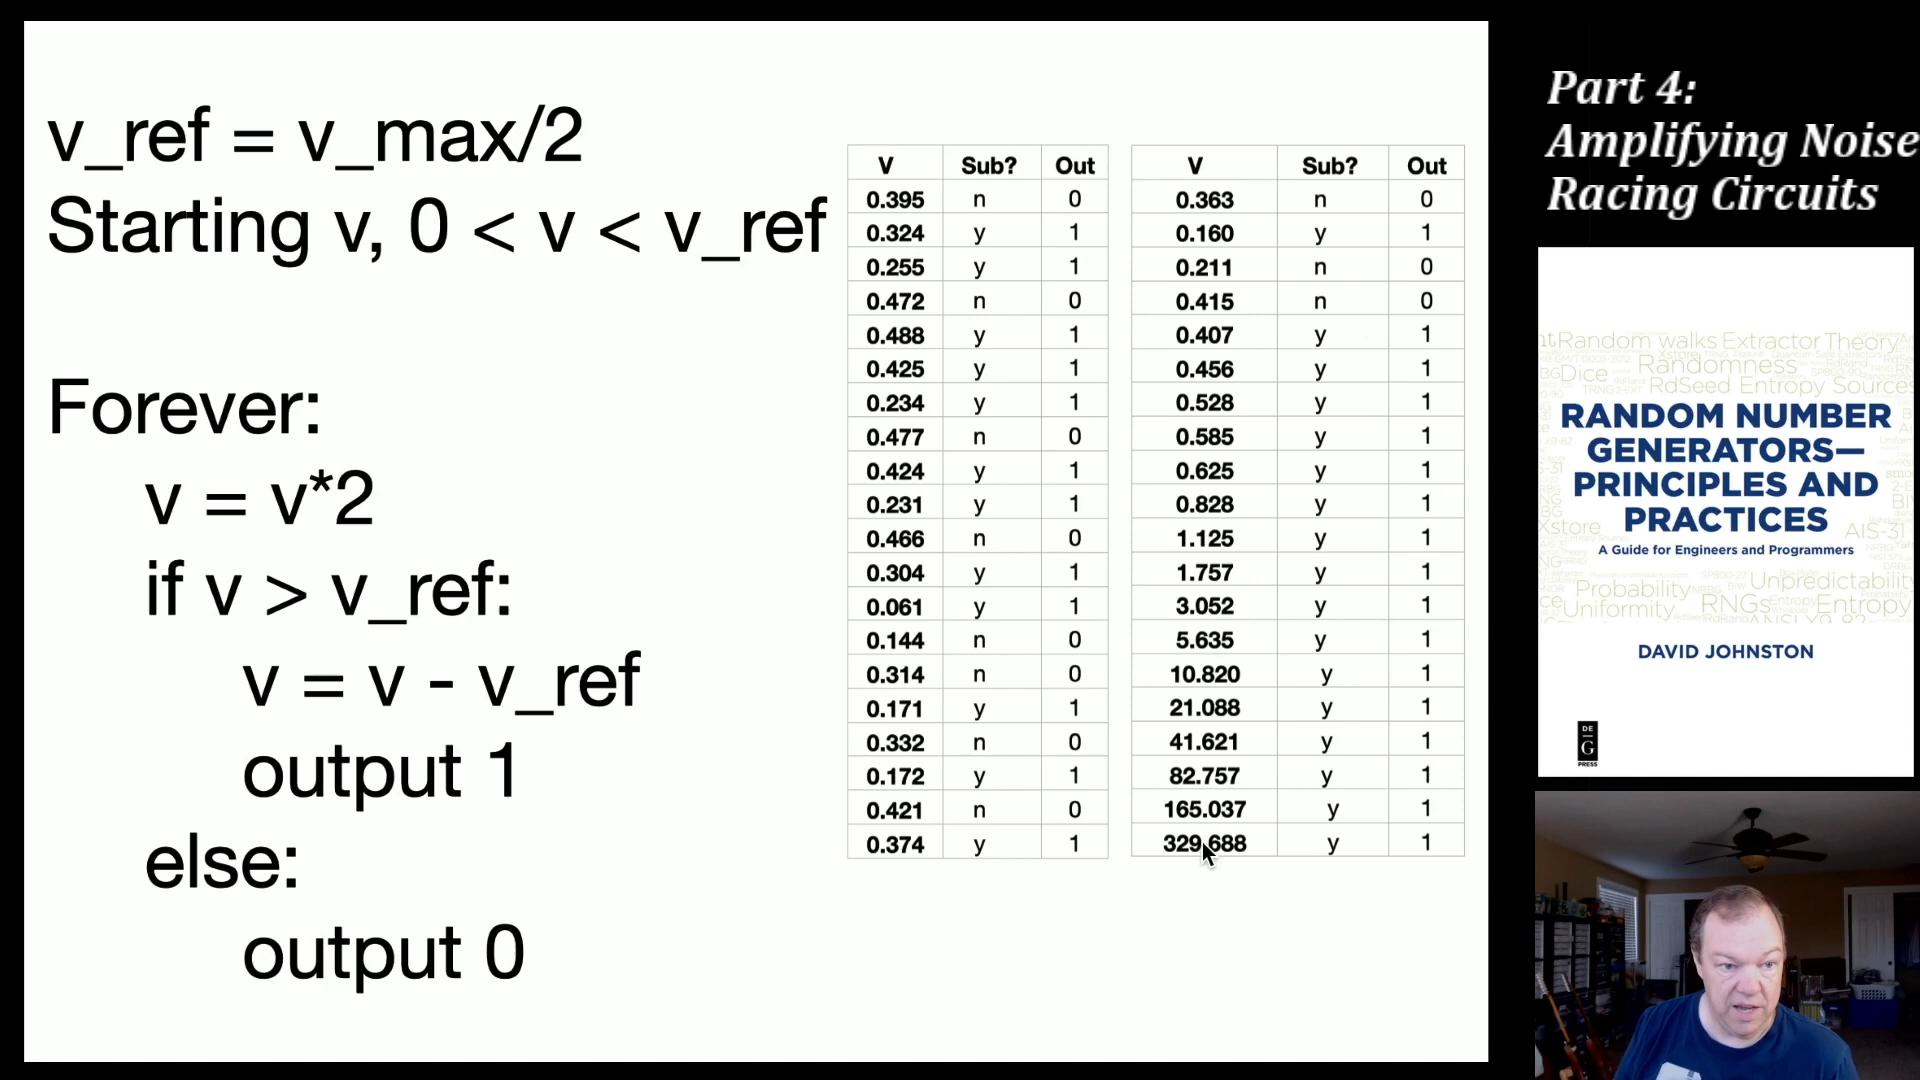 v_ref = v_max/2
Starting v, 0 < v < v_ref
Forever:
v = v*2
if v > v_ref:
v = v - v_ref
output 1
else:
output 0
V Sub? Out
0.395 n 0
0.324 y 1
0.255 y 1
0.472 n 0
0.488 y 1
0.425 y 1
0.234 y 1
0.477 n 0
0.424 y 1
0.231 y 1
0.466 n 0
0.304 y 1
0.061 y 1
0.144 n 0
0.314 n 0
0.171 y 1
0.332 n 0
0.172 y 1
0.421 n 0
0.374 y 1
V Sub? Out
0.363 n 0
0.160 y 1
0.211 n 0
0.415 n 0
0.407 y 1
0.456 y 1
0.528 y 1
0.585 y 1
0.625 y 1
0.828 y 1
1.125 y 1
1.757 y 1
3.052 y 1
5.635 y 1
10.820 y 1
21.088 y 1
41.621 y 1
82.757 y 1
165.037 y 1
329.688 y 1
Part 4:
Amplifying Noise
Racing Circuits
Random walks Extractor Theory
Randomness
Dice RdSeed Entropy Sources
RANDOM NUMBER
GENERATORS—
PRINCIPLES AND
PRACTICES
Xstore AIS-31
A Guide for Engineers and Programmers
Probability Unpredictability
Uniformity RNGs Entropy
DAVID JOHNSTON
DE
G
PRESS